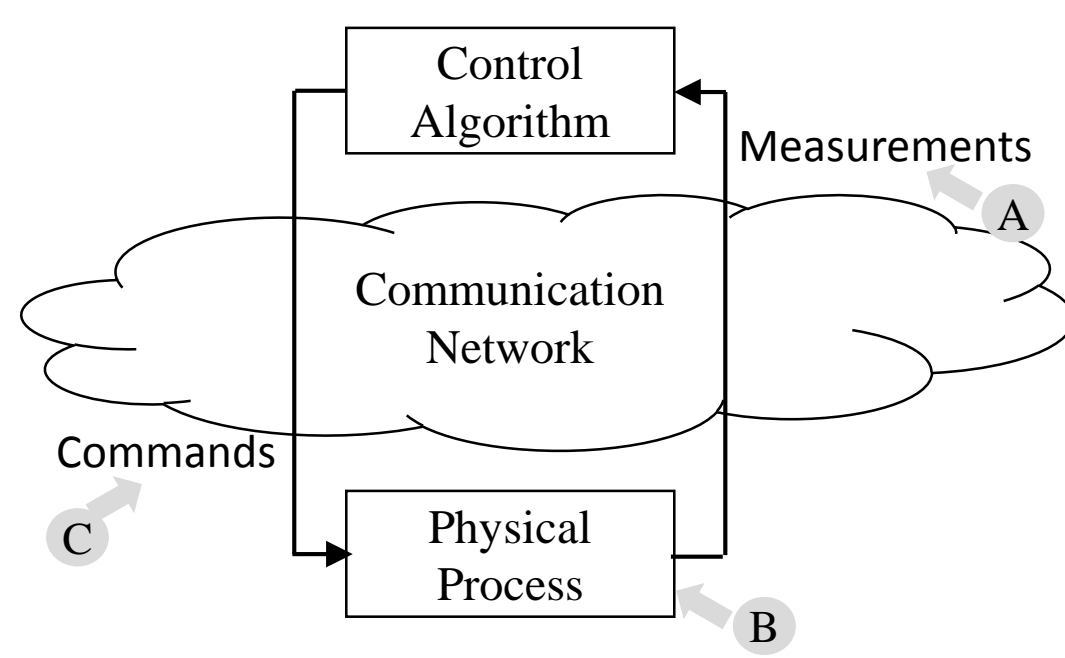 Control
Algorithm
Measurements
A
Communication
Network
Commands
C
Physical
Process
B